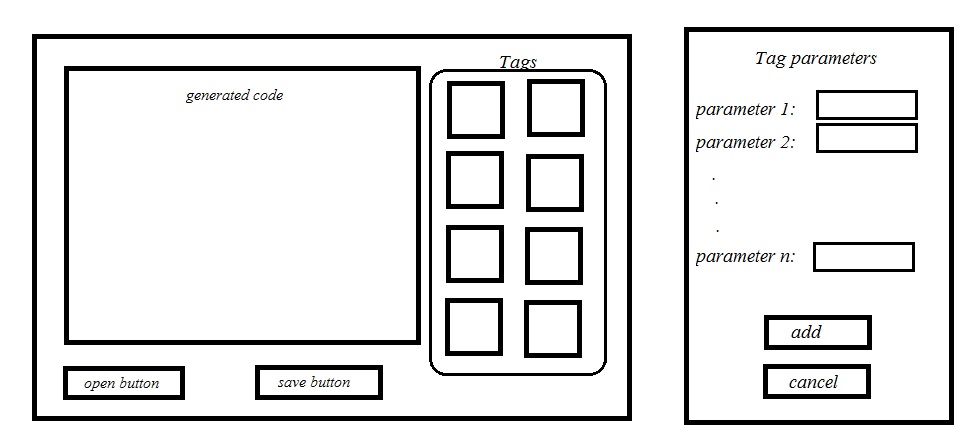 Tags
generated code
open button
save button
Tag parameters
parameter 1:
parameter 2:
.
.
.
parameter n:
add
cancel